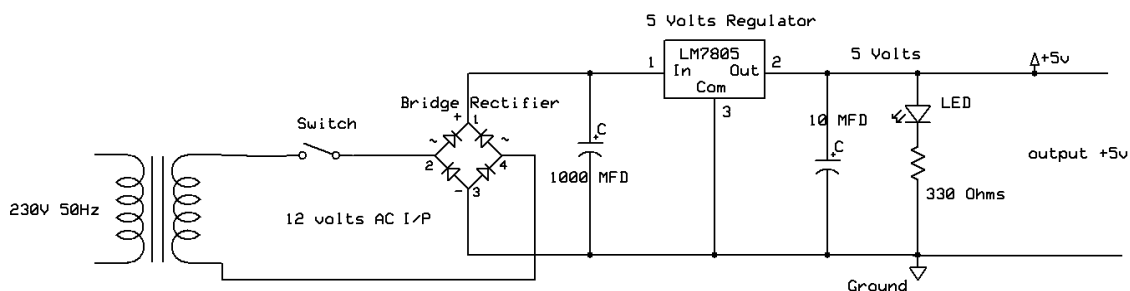 5 Volts Regulator
LM7805
1 In Out 2
Com
3
5 Volts
+5v
Bridge Rectifier
+ 1
~ ~
2 4
- 3
Switch
+C
1000 MFD
10 MFD
+C
LED
330 Ohms
output +5v
230V 50Hz
12 volts AC I/P
Ground